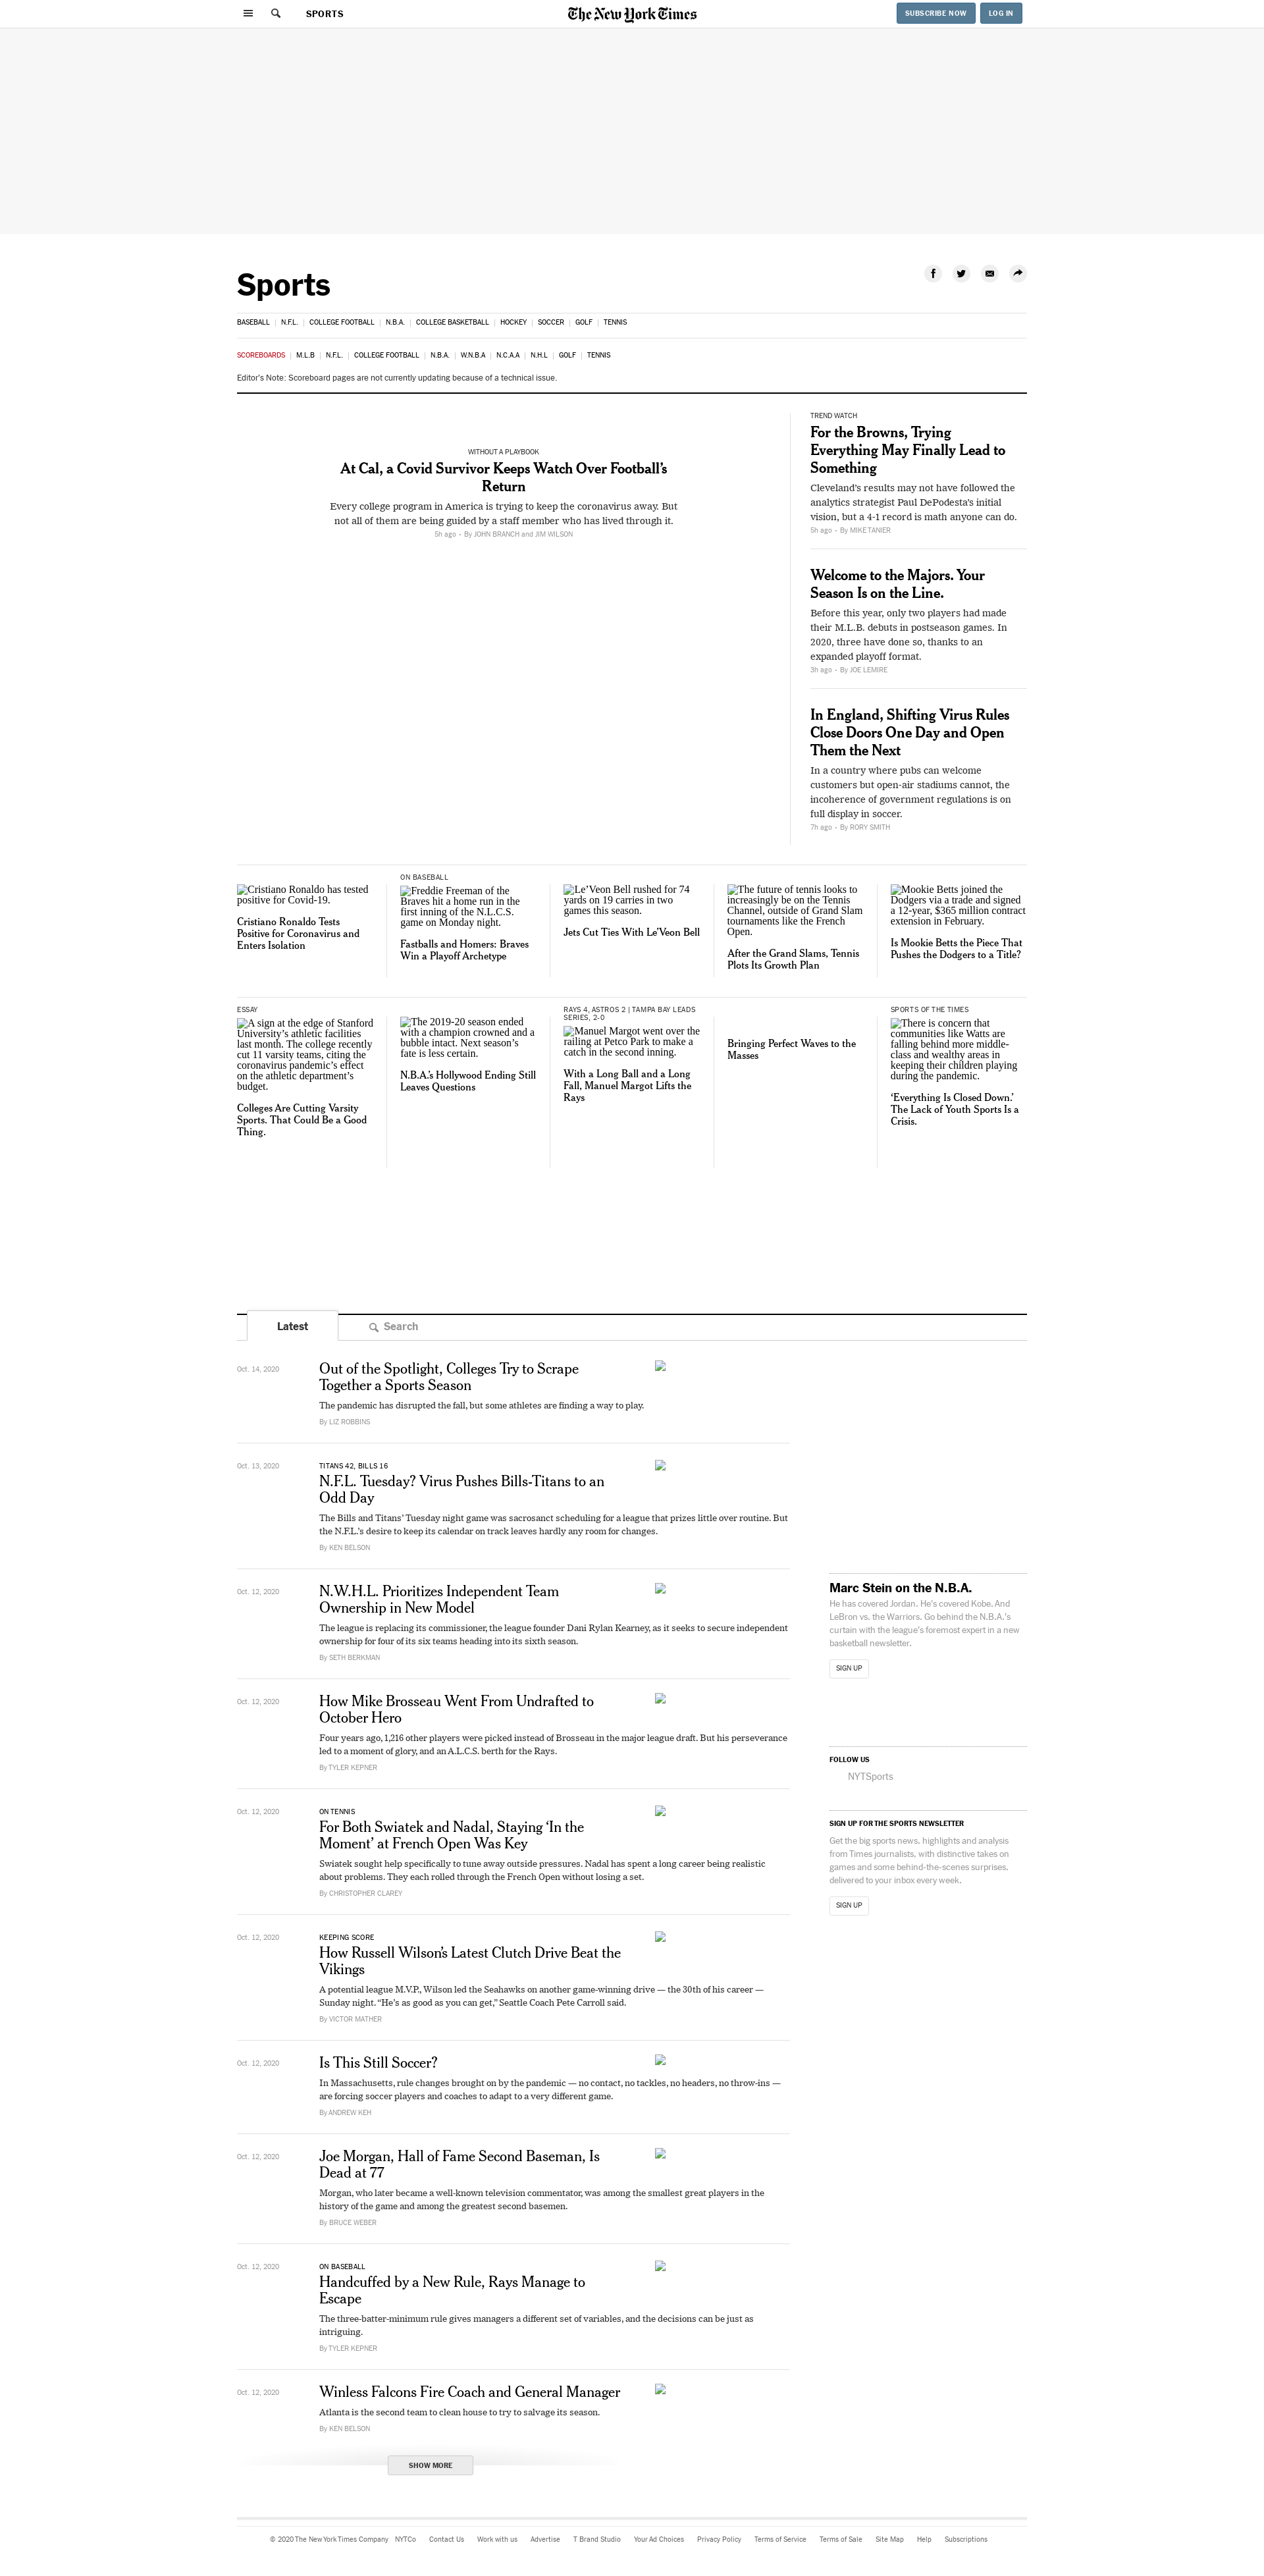 SPORTS
The New York Times
SUBSCRIBE NOW
LOG IN
Sports
BASEBALL
N.F.L.
COLLEGE FOOTBALL
N.B.A.
COLLEGE BASKETBALL
HOCKEY
SOCCER
GOLF
TENNIS
SCOREBOARDS
M.L.B
N.F.L.
COLLEGE FOOTBALL
N.B.A.
W.N.B.A
N.C.A.A
N.H.L
GOLF
TENNIS
Editor's Note: Scoreboard pages are not currently updating because of a technical issue.
WITHOUT A PLAYBOOK
At Cal, a Covid Survivor Keeps Watch Over Football’s
Return
Every college program in America is trying to keep the coronavirus away. But
not all of them are being guided by a staff member who has lived through it.
5h ago • By JOHN BRANCH and JIM WILSON
TREND WATCH
For the Browns, Trying
Everything May Finally Lead to
Something
Cleveland’s results may not have followed the
analytics strategist Paul DePodesta’s initial
vision, but a 4-1 record is math anyone can do.
5h ago • By MIKE TANIER
Welcome to the Majors. Your
Season Is on the Line.
Before this year, only two players had made
their M.L.B. debuts in postseason games. In
2020, three have done so, thanks to an
expanded playoff format.
3h ago • By JOE LEMIRE
In England, Shifting Virus Rules
Close Doors One Day and Open
Them the Next
In a country where pubs can welcome
customers but open-air stadiums cannot, the
incoherence of government regulations is on
full display in soccer.
7h ago • By RORY SMITH
Cristiano Ronaldo has tested
positive for Covid-19.
Cristiano Ronaldo Tests
Positive for Coronavirus and
Enters Isolation
ON BASEBALL
Freddie Freeman of the
Braves hit a home run in the
first inning of the N.L.C.S.
game on Monday night.
Fastballs and Homers: Braves
Win a Playoff Archetype
Le’Veon Bell rushed for 74
yards on 19 carries in two
games this season.
Jets Cut Ties With Le’Veon Bell
The future of tennis looks to
increasingly be on the Tennis
Channel, outside of Grand Slam
tournaments like the French
Open.
After the Grand Slams, Tennis
Plots Its Growth Plan
Mookie Betts joined the
Dodgers via a trade and signed
a 12-year, $365 million contract
extension in February.
Is Mookie Betts the Piece That
Pushes the Dodgers to a Title?
ESSAY
A sign at the edge of Stanford
University’s athletic facilities
last month. The college recently
cut 11 varsity teams, citing the
coronavirus pandemic’s effect
on the athletic department’s
budget.
Colleges Are Cutting Varsity
Sports. That Could Be a Good
Thing.
The 2019-20 season ended
with a champion crowned and a
bubble intact. Next season’s
fate is less certain.
N.B.A.’s Hollywood Ending Still
Leaves Questions
RAYS 4, ASTROS 2 | TAMPA BAY LEADS
SERIES, 2-0
Manuel Margot went over the
railing at Petco Park to make a
catch in the second inning.
With a Long Ball and a Long
Fall, Manuel Margot Lifts the
Rays
Bringing Perfect Waves to the
Masses
SPORTS OF THE TIMES
There is concern that
communities like Watts are
falling behind more middle-
class and wealthy areas in
keeping their children playing
during the pandemic.
‘Everything Is Closed Down.’
The Lack of Youth Sports Is a
Crisis.
Latest
Search
Oct. 14, 2020
Out of the Spotlight, Colleges Try to Scrape
Together a Sports Season
The pandemic has disrupted the fall, but some athletes are finding a way to play.
By LIZ ROBBINS
Oct. 13, 2020
TITANS 42, BILLS 16
N.F.L. Tuesday? Virus Pushes Bills-Titans to an
Odd Day
The Bills and Titans’ Tuesday night game was sacrosanct scheduling for a league that prizes little over routine. But
the N.F.L.’s desire to keep its calendar on track leaves hardly any room for changes.
By KEN BELSON
Oct. 12, 2020
N.W.H.L. Prioritizes Independent Team
Ownership in New Model
The league is replacing its commissioner, the league founder Dani Rylan Kearney, as it seeks to secure independent
ownership for four of its six teams heading into its sixth season.
By SETH BERKMAN
Oct. 12, 2020
How Mike Brosseau Went From Undrafted to
October Hero
Four years ago, 1,216 other players were picked instead of Brosseau in the major league draft. But his perseverance
led to a moment of glory, and an A.L.C.S. berth for the Rays.
By TYLER KEPNER
Oct. 12, 2020
ON TENNIS
For Both Swiatek and Nadal, Staying ‘In the
Moment’ at French Open Was Key
Swiatek sought help specifically to tune away outside pressures. Nadal has spent a long career being realistic
about problems. They each rolled through the French Open without losing a set.
By CHRISTOPHER CLAREY
Oct. 12, 2020
KEEPING SCORE
How Russell Wilson’s Latest Clutch Drive Beat the
Vikings
A potential league M.V.P., Wilson led the Seahawks on another game-winning drive — the 30th of his career —
Sunday night. “He’s as good as you can get,” Seattle Coach Pete Carroll said.
By VICTOR MATHER
Oct. 12, 2020
Is This Still Soccer?
In Massachusetts, rule changes brought on by the pandemic — no contact, no tackles, no headers, no throw-ins —
are forcing soccer players and coaches to adapt to a very different game.
By ANDREW KEH
Oct. 12, 2020
Joe Morgan, Hall of Fame Second Baseman, Is
Dead at 77
Morgan, who later became a well-known television commentator, was among the smallest great players in the
history of the game and among the greatest second basemen.
By BRUCE WEBER
Oct. 12, 2020
ON BASEBALL
Handcuffed by a New Rule, Rays Manage to
Escape
The three-batter-minimum rule gives managers a different set of variables, and the decisions can be just as
intriguing.
By TYLER KEPNER
Oct. 12, 2020
Winless Falcons Fire Coach and General Manager
Atlanta is the second team to clean house to try to salvage its season.
By KEN BELSON
SHOW MORE
Marc Stein on the N.B.A.
He has covered Jordan. He's covered Kobe. And
LeBron vs. the Warriors. Go behind the N.B.A.'s
curtain with the league's foremost expert in a new
basketball newsletter.
SIGN UP
FOLLOW US
NYTSports
SIGN UP FOR THE SPORTS NEWSLETTER
Get the big sports news, highlights and analysis
from Times journalists, with distinctive takes on
games and some behind-the-scenes surprises,
delivered to your inbox every week.
SIGN UP
© 2020 The New York Times Company
NYTCo
Contact Us
Work with us
Advertise
T Brand Studio
Your Ad Choices
Privacy Policy
Terms of Service
Terms of Sale
Site Map
Help
Subscriptions